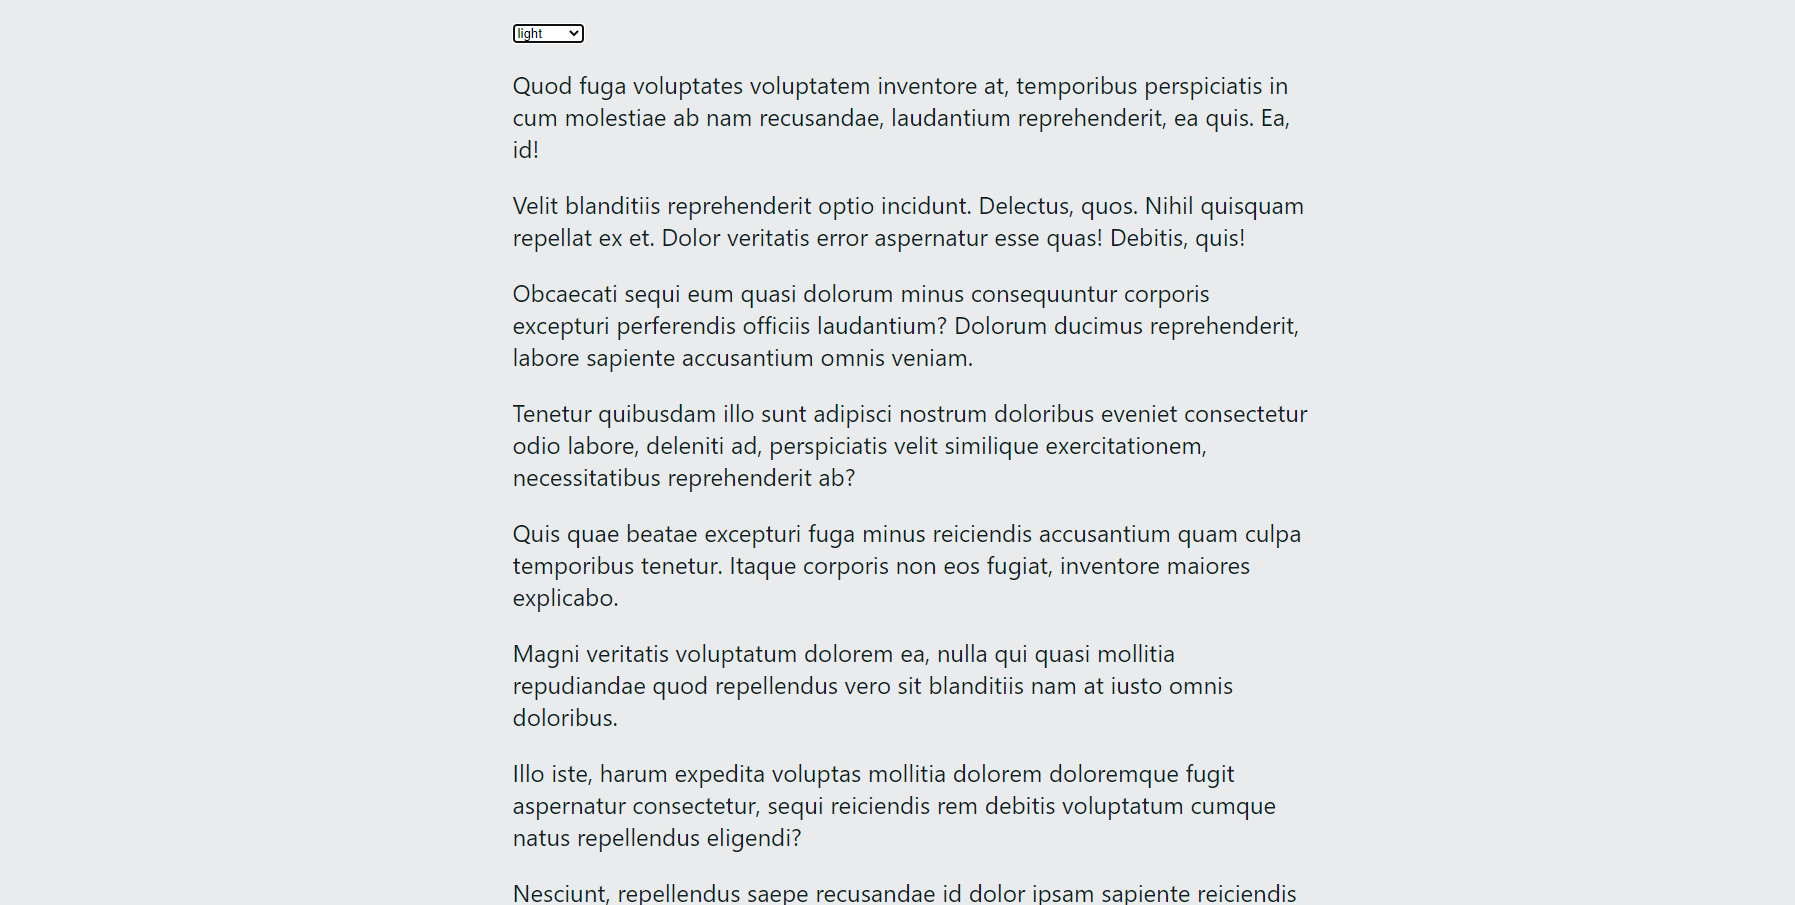 light
Quod fuga voluptates voluptatem inventore at, temporibus perspiciatis in
cum molestiae ab nam recusandae, laudantium reprehenderit, ea quis. Ea,
id!
Velit blanditiis reprehenderit optio incidunt. Delectus, quos. Nihil quisquam
repellat ex et. Dolor veritatis error aspernatur esse quas! Debitis, quis!
Obcaecati sequi eum quasi dolorum minus consequuntur corporis
excepturi perferendis officiis laudantium? Dolorum ducimus reprehenderit,
labore sapiente accusantium omnis veniam.
Tenetur quibusdam illo sunt adipisci nostrum doloribus eveniet consectetur
odio labore, deleniti ad, perspiciatis velit similique exercitationem,
necessitatibus reprehenderit ab?
Quis quae beatae excepturi fuga minus reiciendis accusantium quam culpa
temporibus tenetur. Itaque corporis non eos fugiat, inventore maiores
explicabo.
Magni veritatis voluptatum dolorem ea, nulla qui quasi mollitia
repudiandae quod repellendus vero sit blanditiis nam at iusto omnis
doloribus.
Illo iste, harum expedita voluptas mollitia dolorem doloremque fugit
aspernatur consectetur, sequi reiciendis rem debitis voluptatum cumque
natus repellendus eligendi?
Nesciunt, repellendus saepe recusandae id dolor ipsam sapiente reiciendis